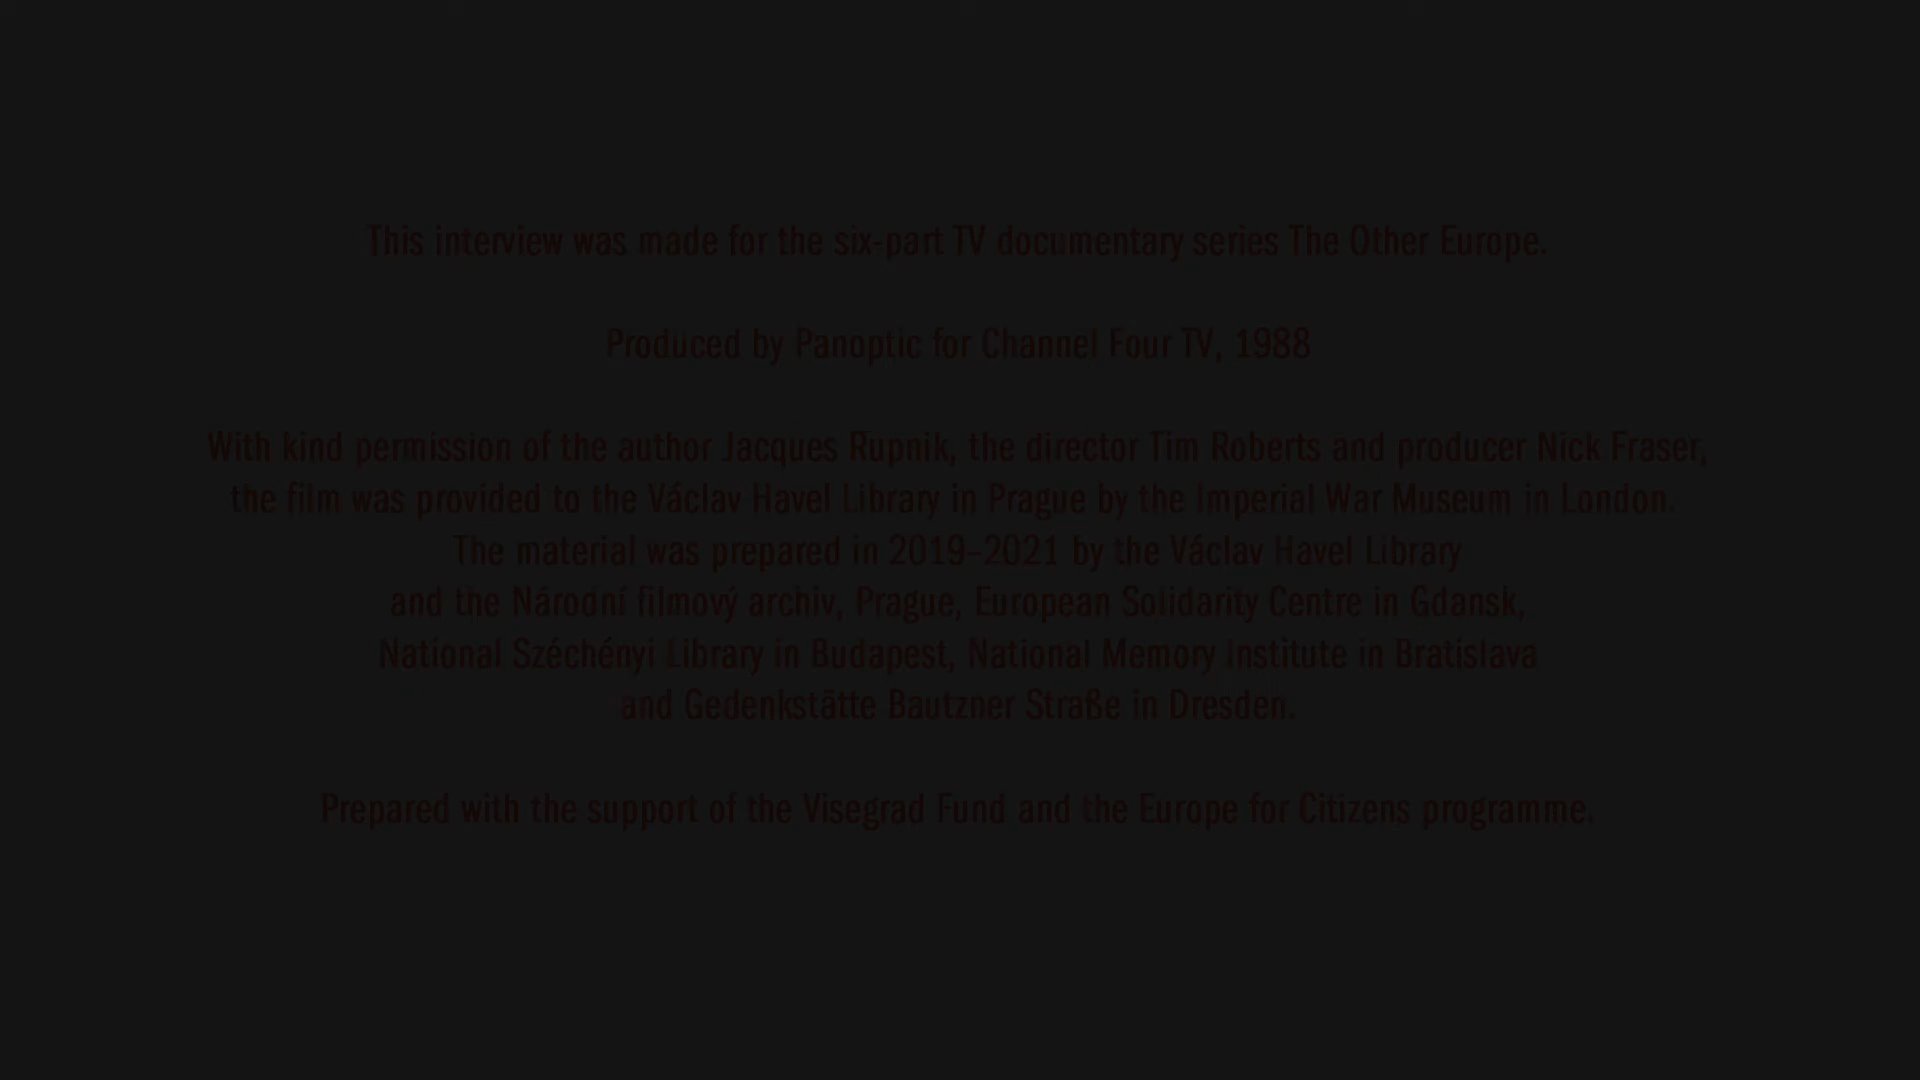 This interview was made for the six-part TV documentary series The Other Europe.
Produced by Panoptic for Channel Four TV, 1988
With kind permission of the author Jacques Rupnik, the director Tim Roberts and producer Nick Fraser,
the film was provided to the Václav Havel Library in Prague by the Imperial War Museum in London.
The material was prepared in 2019–2021 by the Václav Havel Library
and the Národní filmový archiv, Prague, European Solidarity Centre in Gdansk,
National Széchényi Library in Budapest, National Memory Institute in Bratislava
and Gedenkstätte Bautzner Straße in Dresden.
Prepared with the support of the Visegrad Fund and the Europe for Citizens programme.